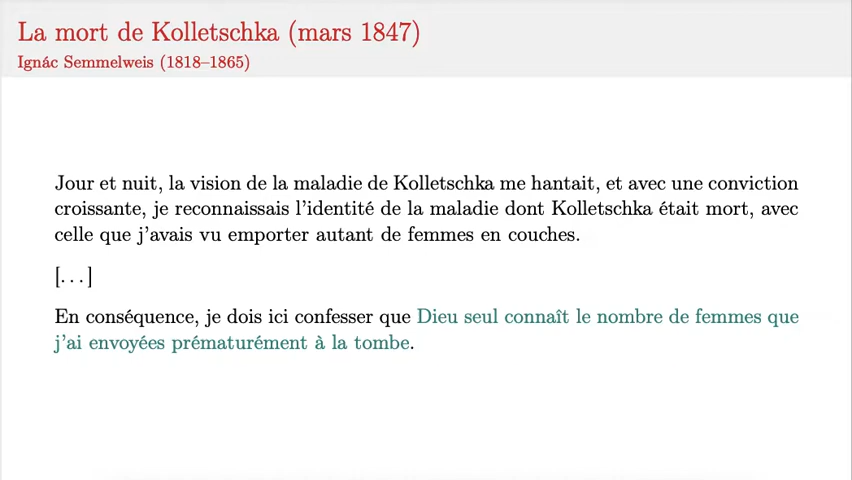 La mort de Kolletschka (mars 1847)
Ignác Semmelweis (1818–1865)
Jour et nuit, la vision de la maladie de Kolletschka me hantait, et avec une conviction
croissante, je reconnaissais l'identité de la maladie dont Kolletschka était mort, avec
celle que j'avais vu emporter autant de femmes en couches.
[. . . ]
En conséquence, je dois ici confesser que Dieu seul connaît le nombre de femmes que
j'ai envoyées prématurément à la tombe.